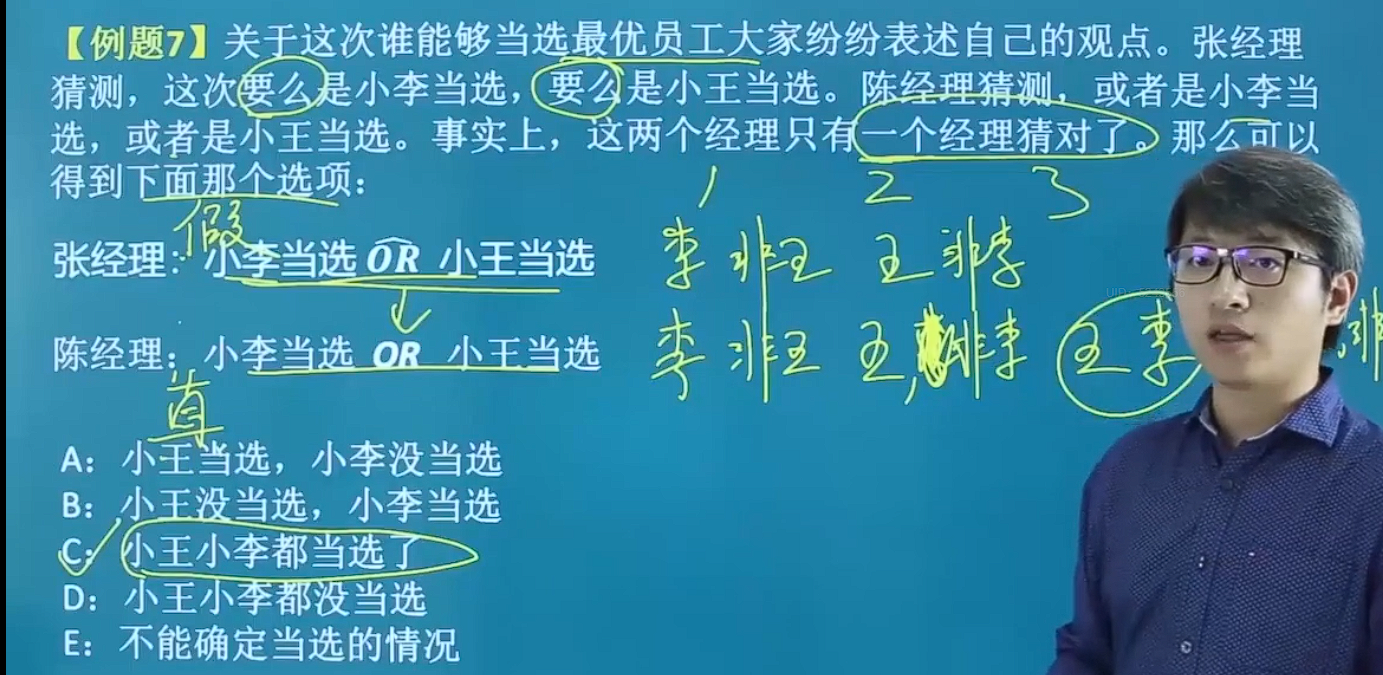 【例题7】关于这次谁能够当选最优员工大家纷纷表述自己的观点。张经理
猜测，这次要么是小李当选，要么是小王当选。陈经理猜测，或者是小李当
选，或者是小王当选。事实上，这两个经理只有一个经理猜对了。那么可以
得到下面那个选项：
1 2 3
假
张经理：小李当选 OR 小王当选 李 非王 王 非李
陈经理：小李当选 OR 小王当选 李 非王 王，非李 王李
真
A：小王当选，小李没当选
B：小王没当选，小李当选
C：小王小李都当选了
D：小王小李都没当选
E：不能确定当选的情况